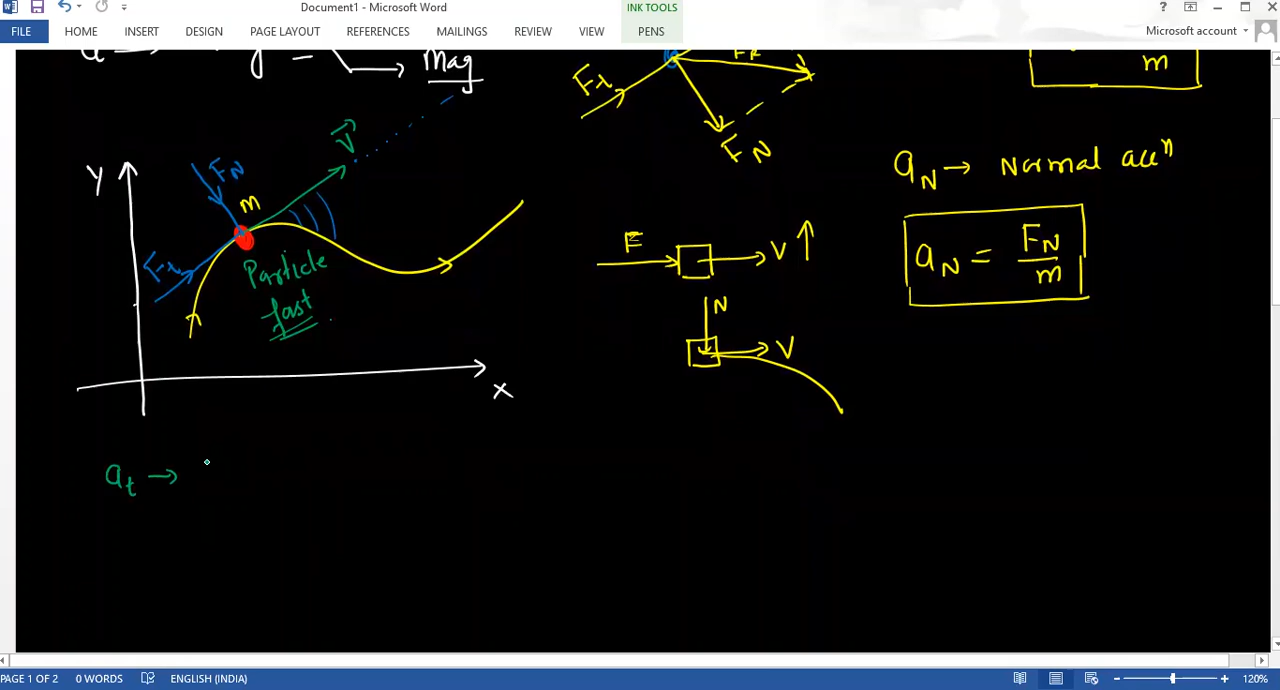 Document1 - Microsoft Word
INK TOOLS
FILE HOME INSERT DESIGN PAGE LAYOUT REFERENCES MAILINGS REVIEW VIEW PENS
Microsoft account
a
Mag
F
FR
m
FN
Y
FN
m
V
aN → Normal accⁿ
Particle
fast
F
V
aN = FN / m
N
V
X
at →
PAGE 1 OF 2 0 WORDS ENGLISH (INDIA) 120%